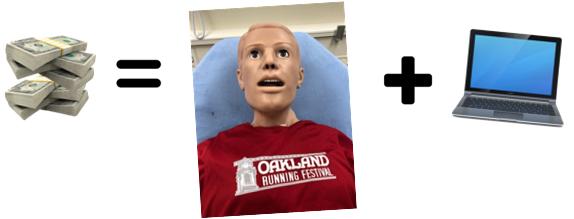 =
OAKLAND
RUNNING FESTIVAL
+